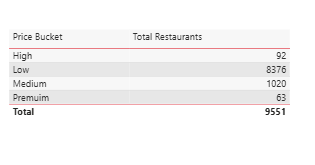 Price Bucket Total Restaurants
High 92
Low 8376
Medium 1020
Premuim 63
Total 9551